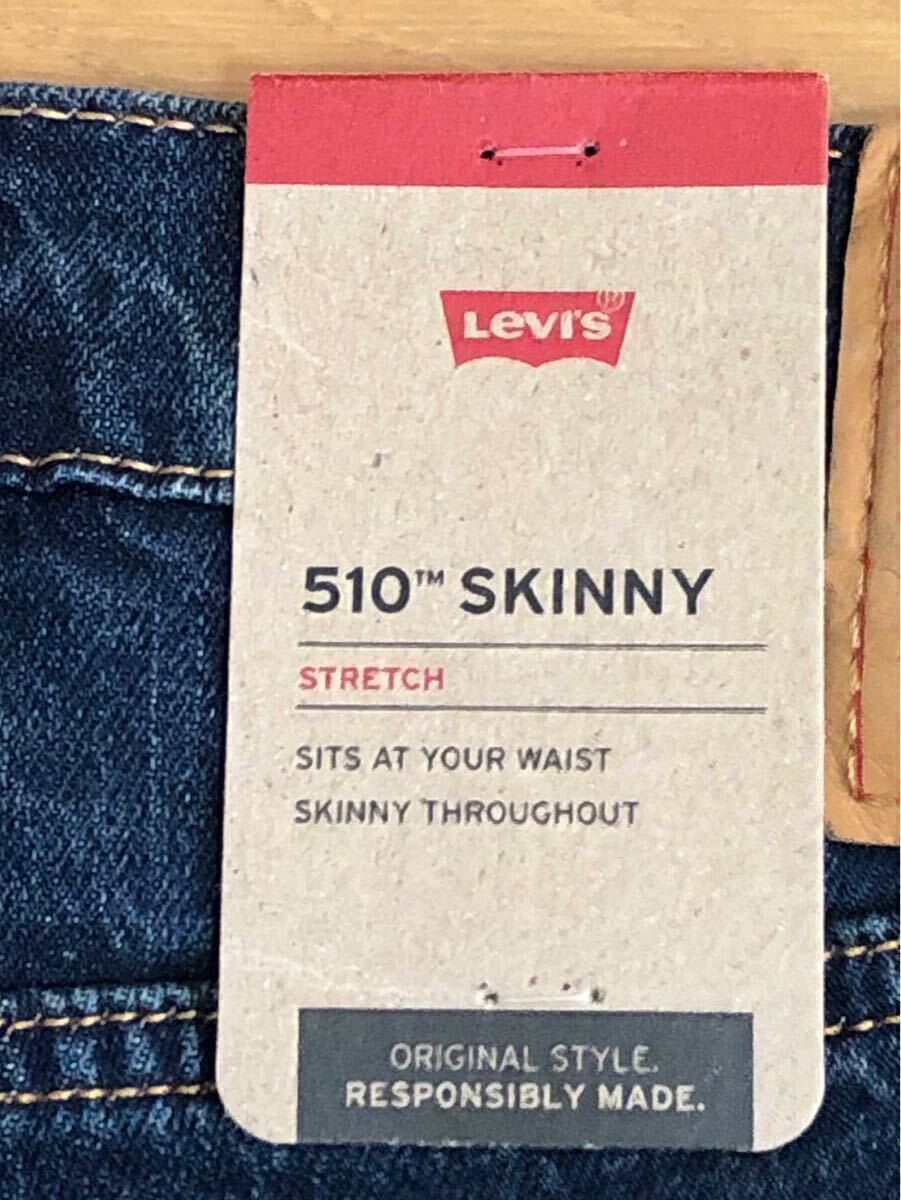 Levi's®
510™ SKINNY
STRETCH
SITS AT YOUR WAIST
SKINNY THROUGHOUT
ORIGINAL STYLE.
RESPONSIBLY MADE.